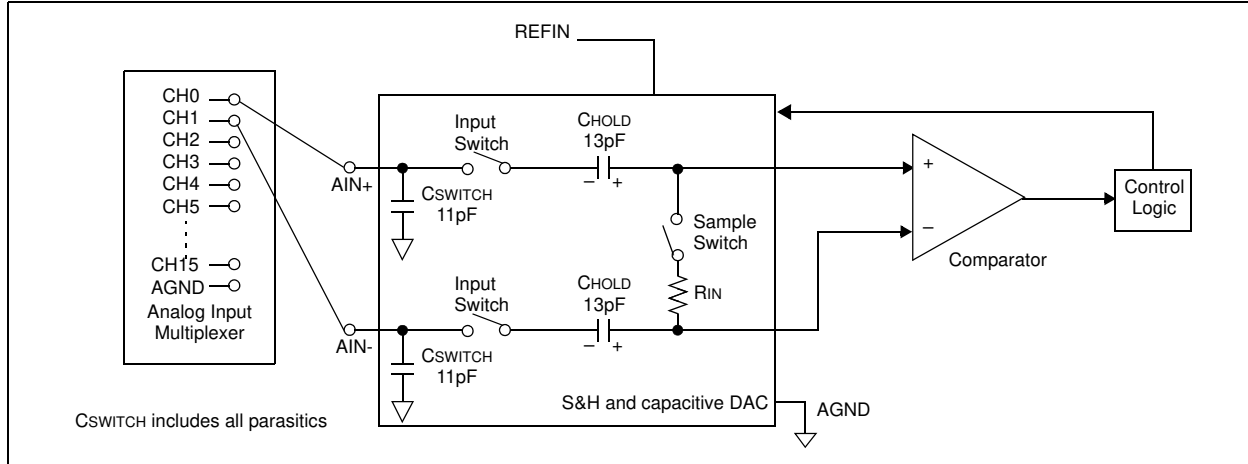 REFIN
CH0
CH1
CH2
CH3
CH4
CH5
CH15
AGND
Analog Input
Multiplexer
AIN+
AIN-
Input
Switch
CHOLD
13pF
– +
CSWITCH
11pF
Sample
Switch
RIN
Input
Switch
CHOLD
13pF
– +
CSWITCH
11pF
S&H and capacitive DAC
AGND
+
–
Comparator
Control
Logic
CSWITCH includes all parasitics